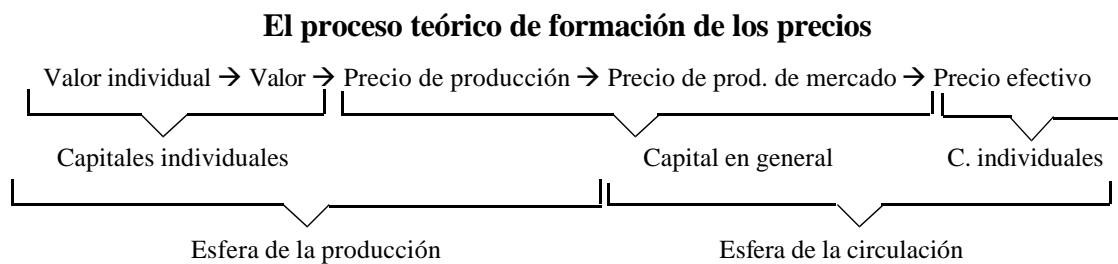 El proceso teórico de formación de los precios
Valor individual → Valor → Precio de producción → Precio de prod. de mercado → Precio efectivo
Capitales individuales Capital en general C. individuales
Esfera de la producción Esfera de la circulación